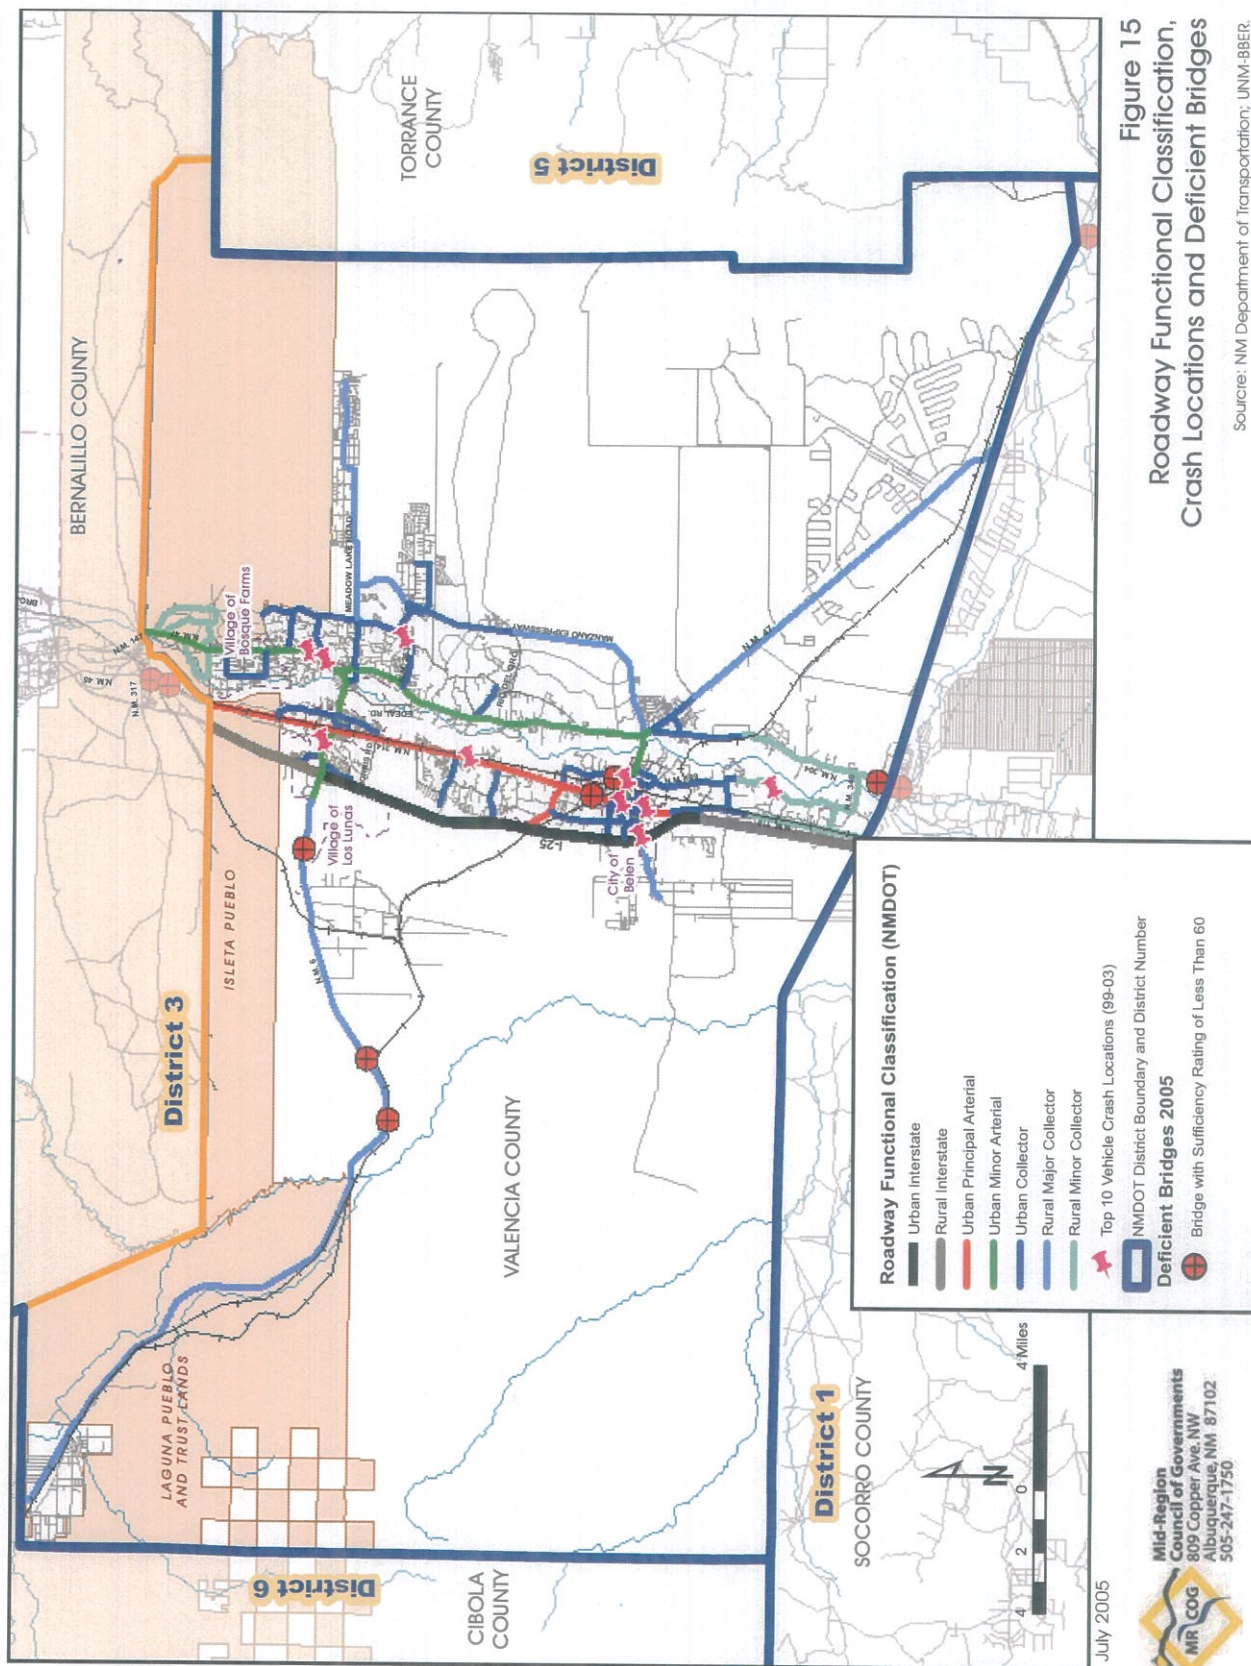 Figure 15
Roadway Functional Classification,
Crash Locations and Deficient Bridges
Sourcre: NM Department of Transportation; UNM-BBER.
BERNALILLO COUNTY
TORRANCE
COUNTY
District 5
District 3
ISLETA PUEBLO
LAGUNA PUEBLO
AND TRUST LANDS
District 6
CIBOLA
COUNTY
VALENCIA COUNTY
District 1
SOCORRO COUNTY
Village of
Bosque Farms
Village of
Los Lunas
City of
Belen
N.M. 147
N.M. 45
N.M. 317
N.M. 47
MEADOW LAKE ROAD
MANZANO EXPRESSWAY
N.M. 314
N.M. 6
I-25
N.M. 47
N.M. 304
N.M. 346
Roadway Functional Classification (NMDOT)
Urban Interstate
Rural Interstate
Urban Principal Arterial
Urban Minor Arterial
Urban Collector
Rural Major Collector
Rural Minor Collector
Top 10 Vehicle Crash Locations (99-03)
NMDOT District Boundary and District Number
Deficient Bridges 2005
Bridge with Sufficiency Rating of Less Than 60
N
4 2 0 4 Miles
July 2005
MR COG
Mid-Region
Council of Governments
809 Copper Ave. NW
Albuquerque, NM 87102
505-247-1750